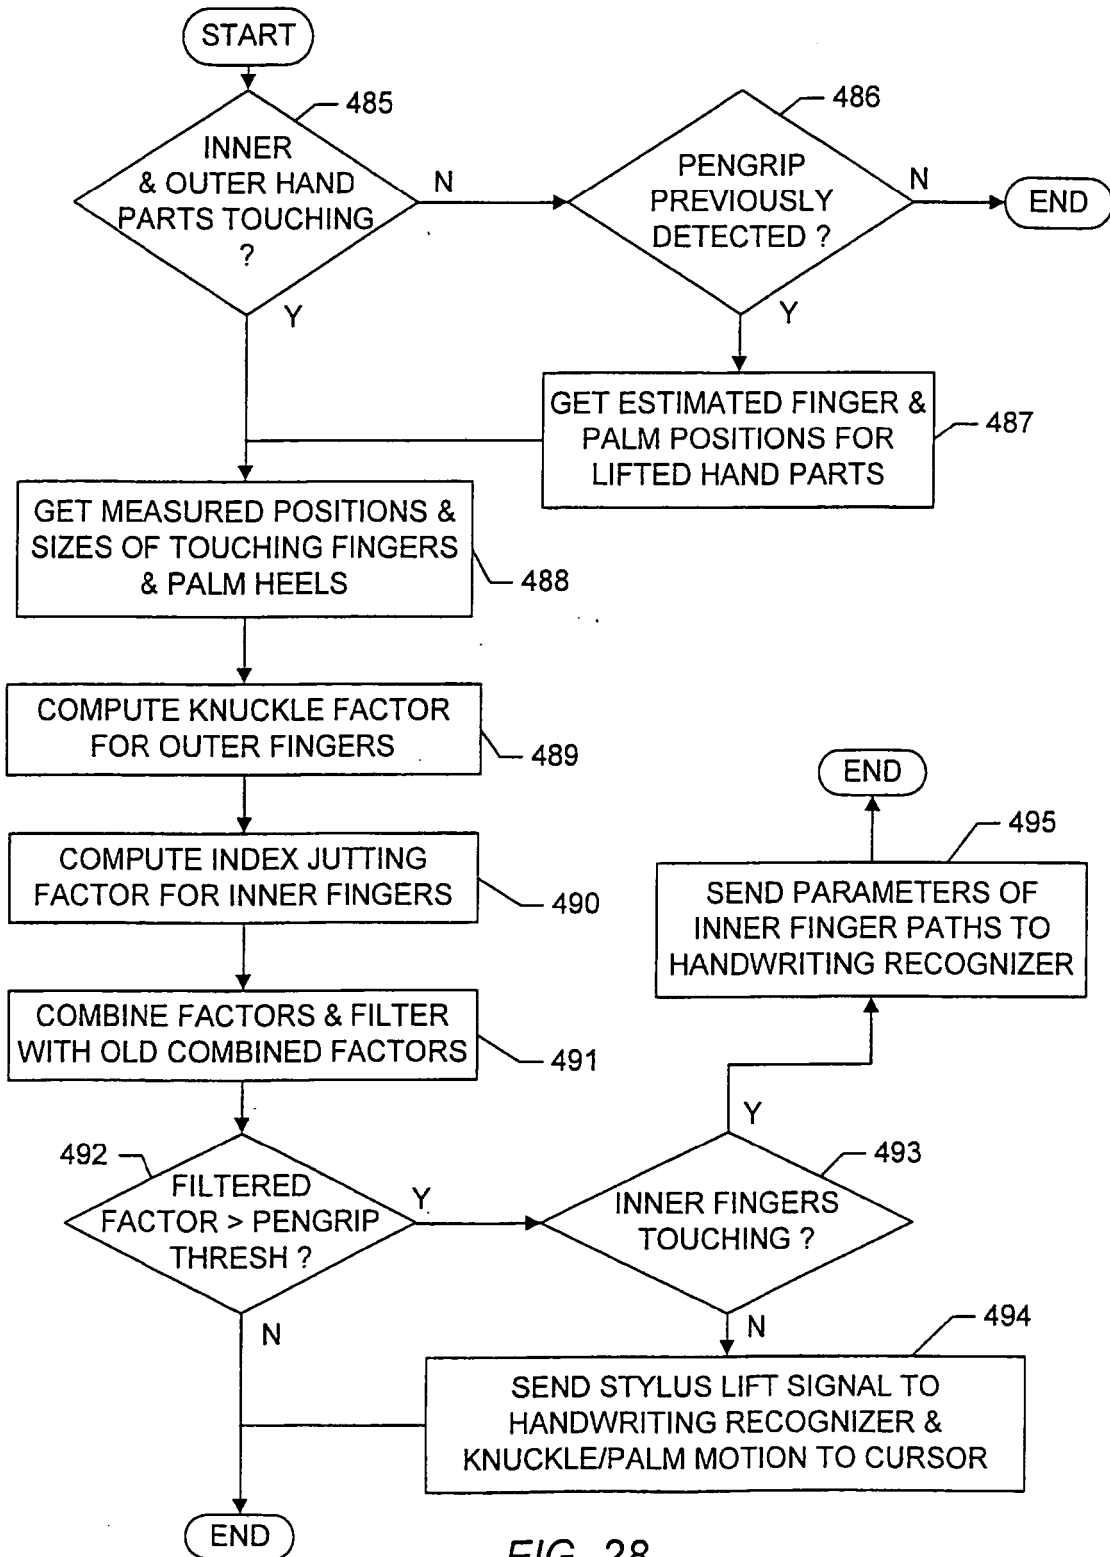 START
485
INNER
& OUTER HAND
PARTS TOUCHING
?
N
Y
486
PENGRIP
PREVIOUSLY
DETECTED ?
N
END
Y
GET ESTIMATED FINGER &
PALM POSITIONS FOR
LIFTED HAND PARTS
487
GET MEASURED POSITIONS &
SIZES OF TOUCHING FINGERS
& PALM HEELS
488
COMPUTE KNUCKLE FACTOR
FOR OUTER FINGERS
489
COMPUTE INDEX JUTTING
FACTOR FOR INNER FINGERS
490
COMBINE FACTORS & FILTER
WITH OLD COMBINED FACTORS
491
492
FILTERED
FACTOR > PENGRIP
THRESH ?
Y
N
END
495
SEND PARAMETERS OF
INNER FINGER PATHS TO
HANDWRITING RECOGNIZER
Y
493
INNER FINGERS
TOUCHING ?
N
494
SEND STYLUS LIFT SIGNAL TO
HANDWRITING RECOGNIZER &
KNUCKLE/PALM MOTION TO CURSOR
END
FIG. 28